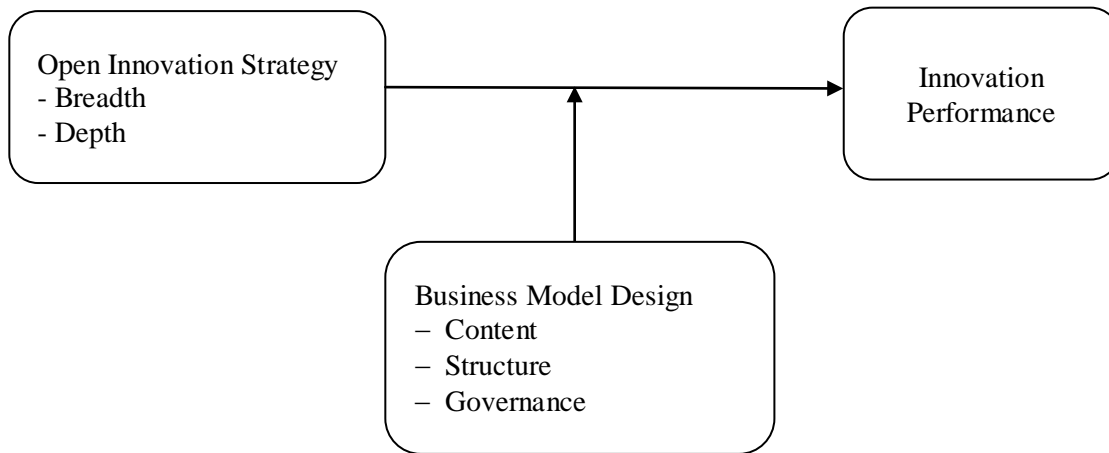 Open Innovation Strategy
- Breadth
- Depth
Innovation
Performance
Business Model Design
– Content
– Structure
– Governance